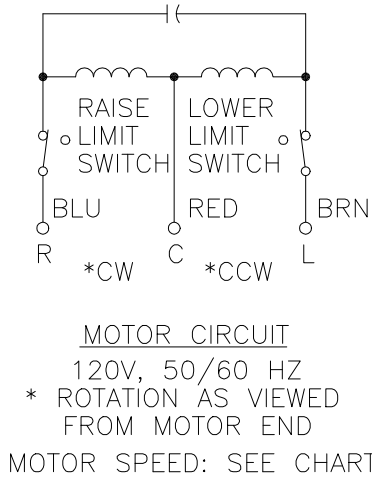 RAISE LOWER
LIMIT LIMIT
SWITCH SWITCH
BLU RED BRN
R C L
*CW *CCW
MOTOR CIRCUIT
120V, 50/60 HZ
* ROTATION AS VIEWED
FROM MOTOR END
MOTOR SPEED: SEE CHART